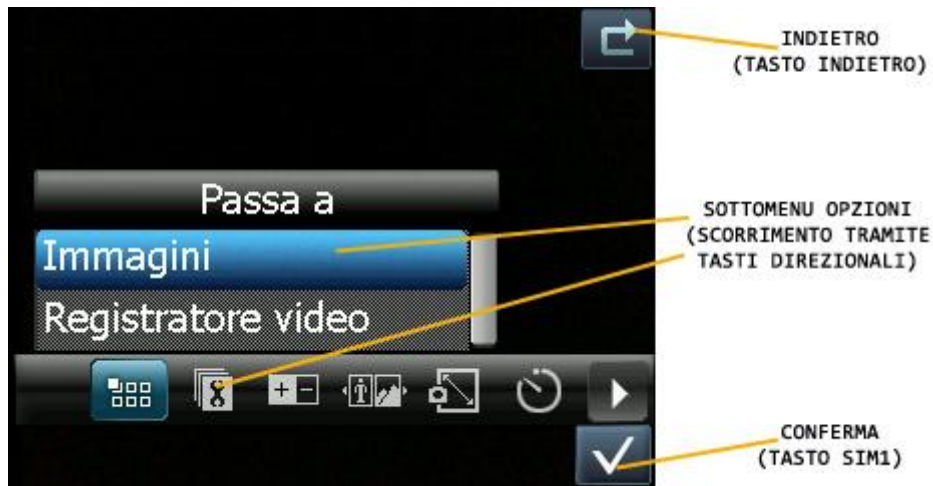 INDIETRO
(TASTO INDIETRO)
Passa a
Immagini
Registratore video
SOTTOMENU OPZIONI
(SCORRIMENTO TRAMITE
TASTI DIREZIONALI)
CONFERMA
(TASTO SIM1)